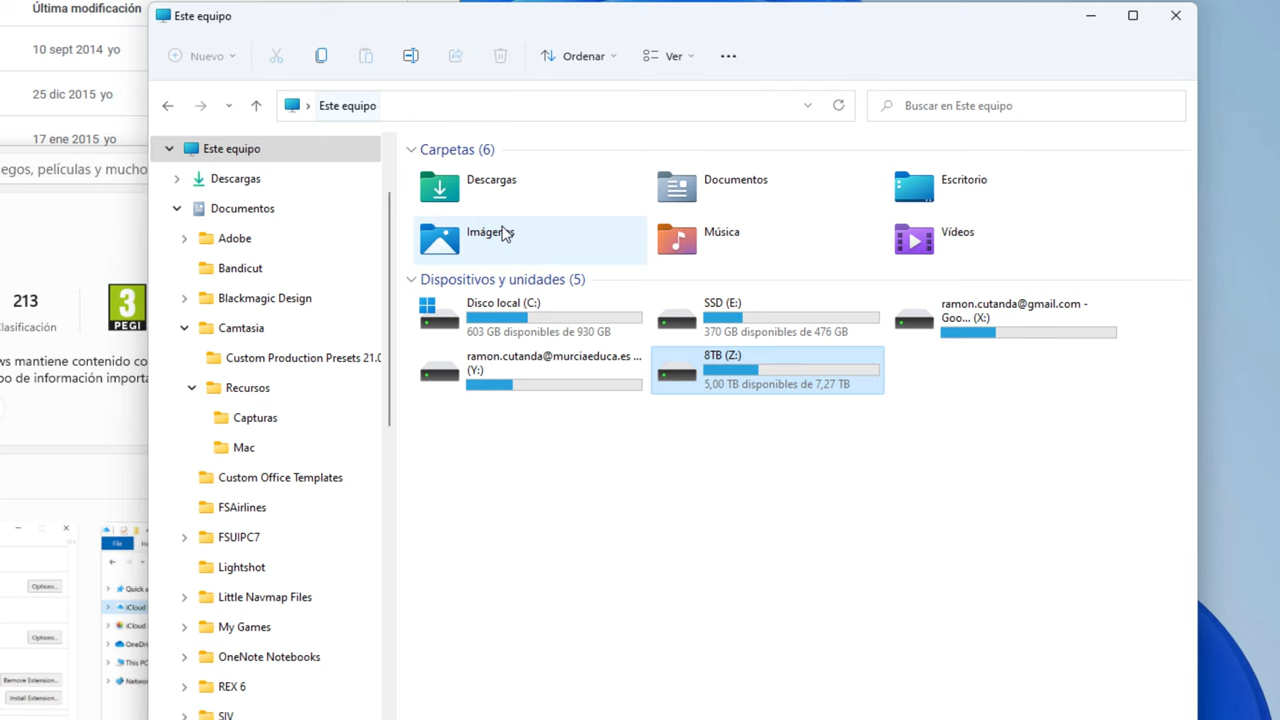 Última modificación
10 sept 2014 yo
25 dic 2015 yo
17 ene 2015 yo
egos, películas y mucho
213
lasificación
3
PEGI
ws mantiene contenido co
po de información importa
Options...
Options...
Remove Extension...
Install Extension...
File
Quick a
iCloud
iCloud
OneDri
This PC
Networ
Este equipo
Nuevo
Ordenar
Ver
Este equipo
Buscar en Este equipo
Este equipo
Descargas
Documentos
Adobe
Bandicut
Blackmagic Design
Camtasia
Custom Production Presets 21.0
Recursos
Capturas
Mac
Custom Office Templates
FSAirlines
FSUIPC7
Lightshot
Little Navmap Files
My Games
OneNote Notebooks
REX 6
SIV
Carpetas (6)
Descargas
Documentos
Escritorio
Imágenes
Música
Vídeos
Dispositivos y unidades (5)
Disco local (C:)
603 GB disponibles de 930 GB
SSD (E:)
370 GB disponibles de 476 GB
ramon.cutanda@gmail.com -
Goo... (X:)
ramon.cutanda@murciaeduca.es ...
(Y:)
8TB (Z:)
5,00 TB disponibles de 7,27 TB